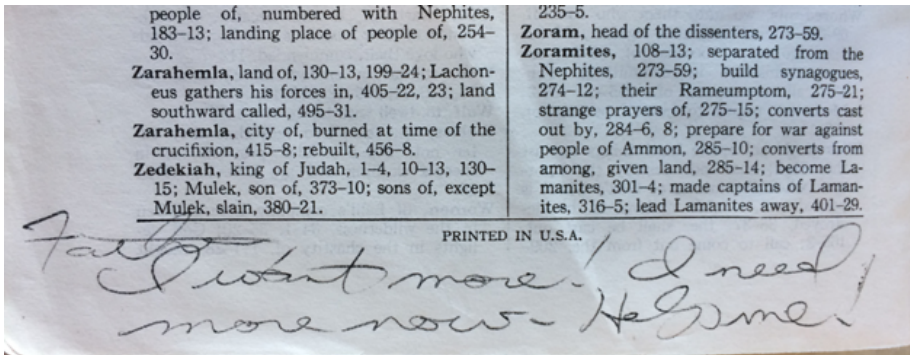 people of, numbered with Nephites,
183–13; landing place of people of, 254–
30.
Zarahemla, land of, 130–13, 199–24; Lachon-
eus gathers his forces in, 405–22, 23; land
southward called, 495–31.
Zarahemla, city of, burned at time of the
crucifixion, 415–8; rebuilt, 456–8.
Zedekiah, king of Judah, 1–4, 10–13, 130–
15; Mulek, son of, 373–10; sons of, except
Mulek, slain, 380–21.
235–5.
Zoram, head of the dissenters, 273–59.
Zoramites, 108–13; separated from the
Nephites, 273–59; build synagogues,
274–12; their Rameumptom, 275–21;
strange prayers of, 275–15; converts cast
out by, 284–6, 8; prepare for war against
people of Ammon, 285–10; converts from
among, given land, 285–14; become La-
manites, 301–4; made captains of Laman-
ites, 316–5; lead Lamanites away, 401–29.
PRINTED IN U.S.A.
Father
I want more! I need
more now– Help me!